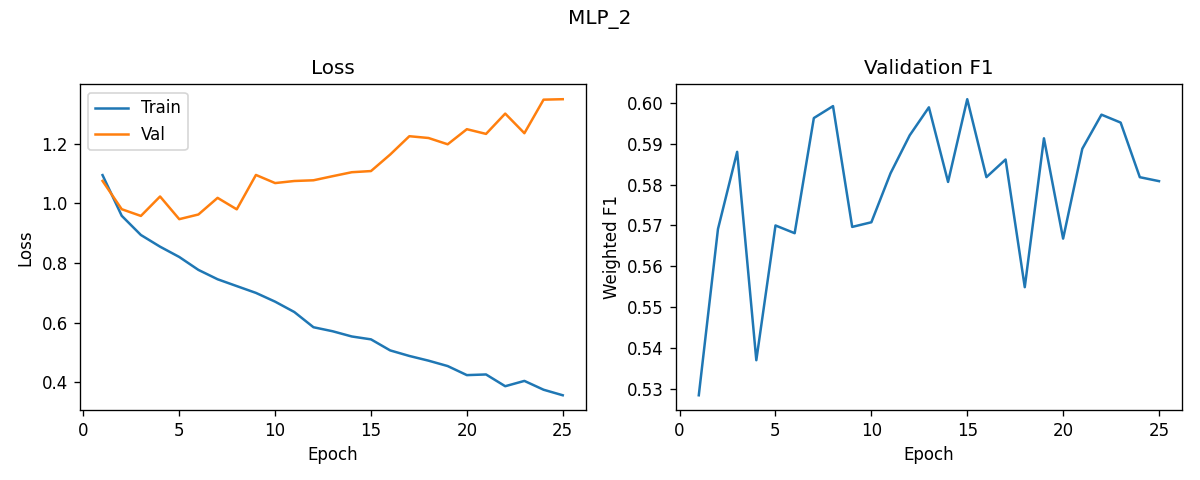 MLP_2
Loss
Train
Val
Loss
1.2
1.0
0.8
0.6
0.4
0 5 10 15 20 25
Epoch
Validation F1
Weighted F1
0.60
0.59
0.58
0.57
0.56
0.55
0.54
0.53
0 5 10 15 20 25
Epoch